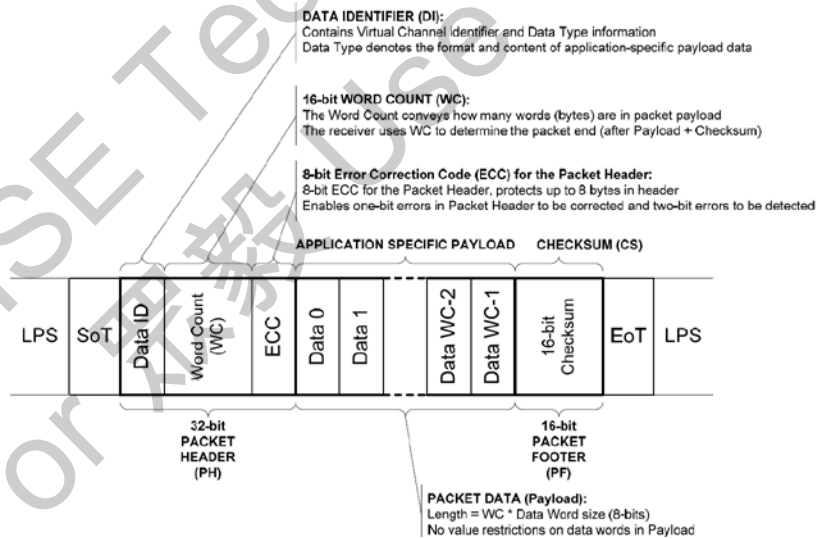 DATA IDENTIFIER (DI):
Contains Virtual Channel identifier and Data Type information
Data Type denotes the format and content of application-specific payload data
16-bit WORD COUNT (WC):
The Word Count conveys how many words (bytes) are in packet payload
The receiver uses WC to determine the packet end (after Payload + Checksum)
8-bit Error Correction Code (ECC) for the Packet Header:
8-bit ECC for the Packet Header, protects up to 8 bytes in header
Enables one-bit errors in Packet Header to be corrected and two-bit errors to be detected
APPLICATION SPECIFIC PAYLOAD
CHECKSUM (CS)
LPS
SoT
Data ID
Word Count
(WC)
ECC
Data 0
Data 1
Data WC-2
Data WC-1
16-bit
Checksum
EoT
LPS
32-bit
PACKET
HEADER
(PH)
16-bit
PACKET
FOOTER
(PF)
PACKET DATA (Payload):
Length = WC * Data Word size (8-bits)
No value restrictions on data words in Payload
SE Tec
or 眾毅 Use